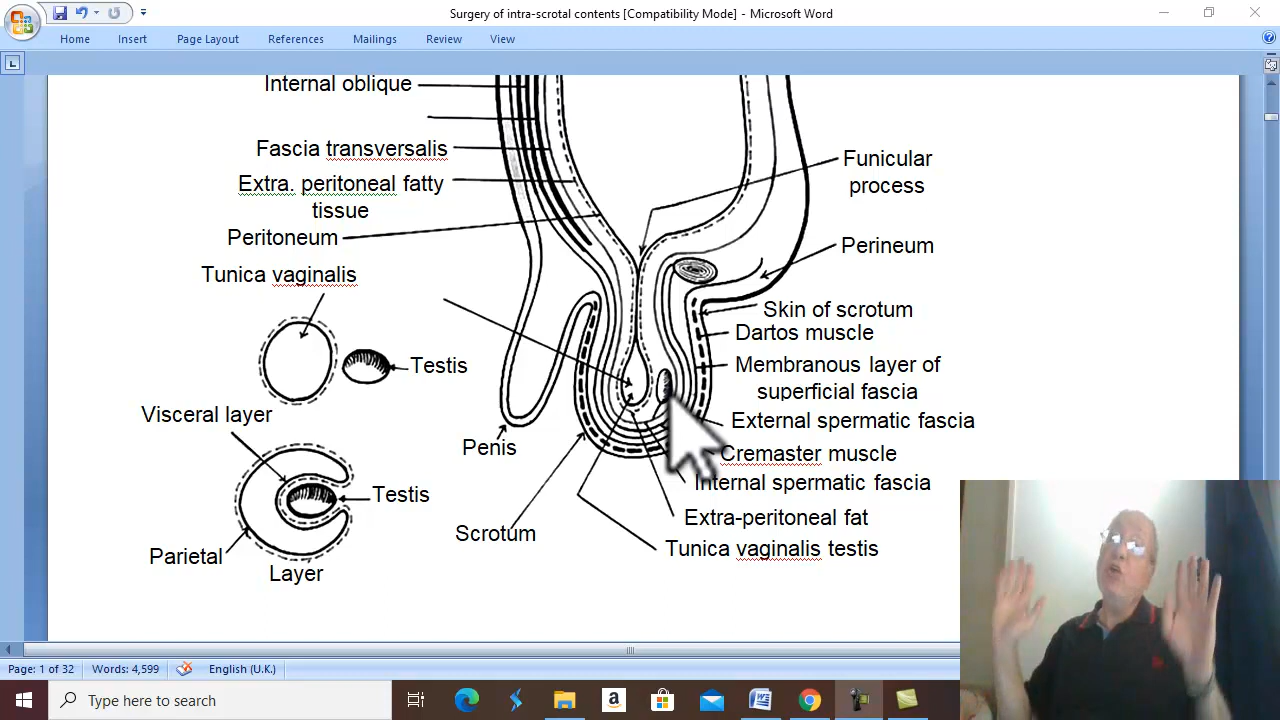 Surgery of intra-scrotal contents [Compatibility Mode] - Microsoft Word
Home
Insert
Page Layout
References
Mailings
Review
View
Internal oblique
Fascia transversalis
Extra. peritoneal fatty
tissue
Peritoneum
Tunica vaginalis
Testis
Visceral layer
Testis
Parietal
Layer
Penis
Scrotum
Funicular
process
Perineum
Skin of scrotum
Dartos muscle
Membranous layer of
superficial fascia
External spermatic fascia
Cremaster muscle
Internal spermatic fascia
Extra-peritoneal fat
Tunica vaginalis testis
Page: 1 of 32
Words: 4,599
English (U.K.)
Type here to search